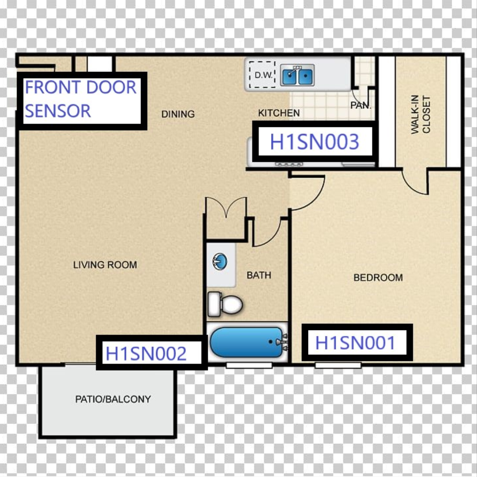 D.W.
FRONT DOOR
SENSOR
DINING
KITCHEN
PAN.
WALK-IN
CLOSET
H1SN003
LIVING ROOM
BATH
BEDROOM
H1SN002
H1SN001
PATIO/BALCONY